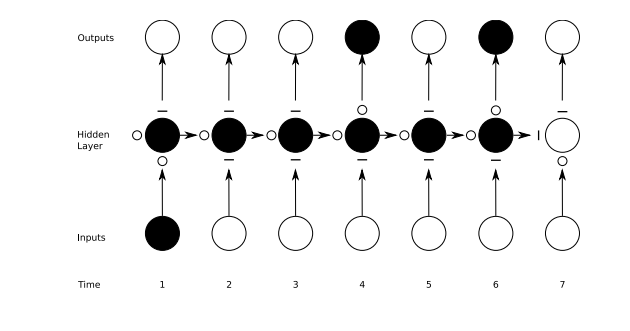 Outputs
Hidden
Layer
Inputs
Time 1 2 3 4 5 6 7